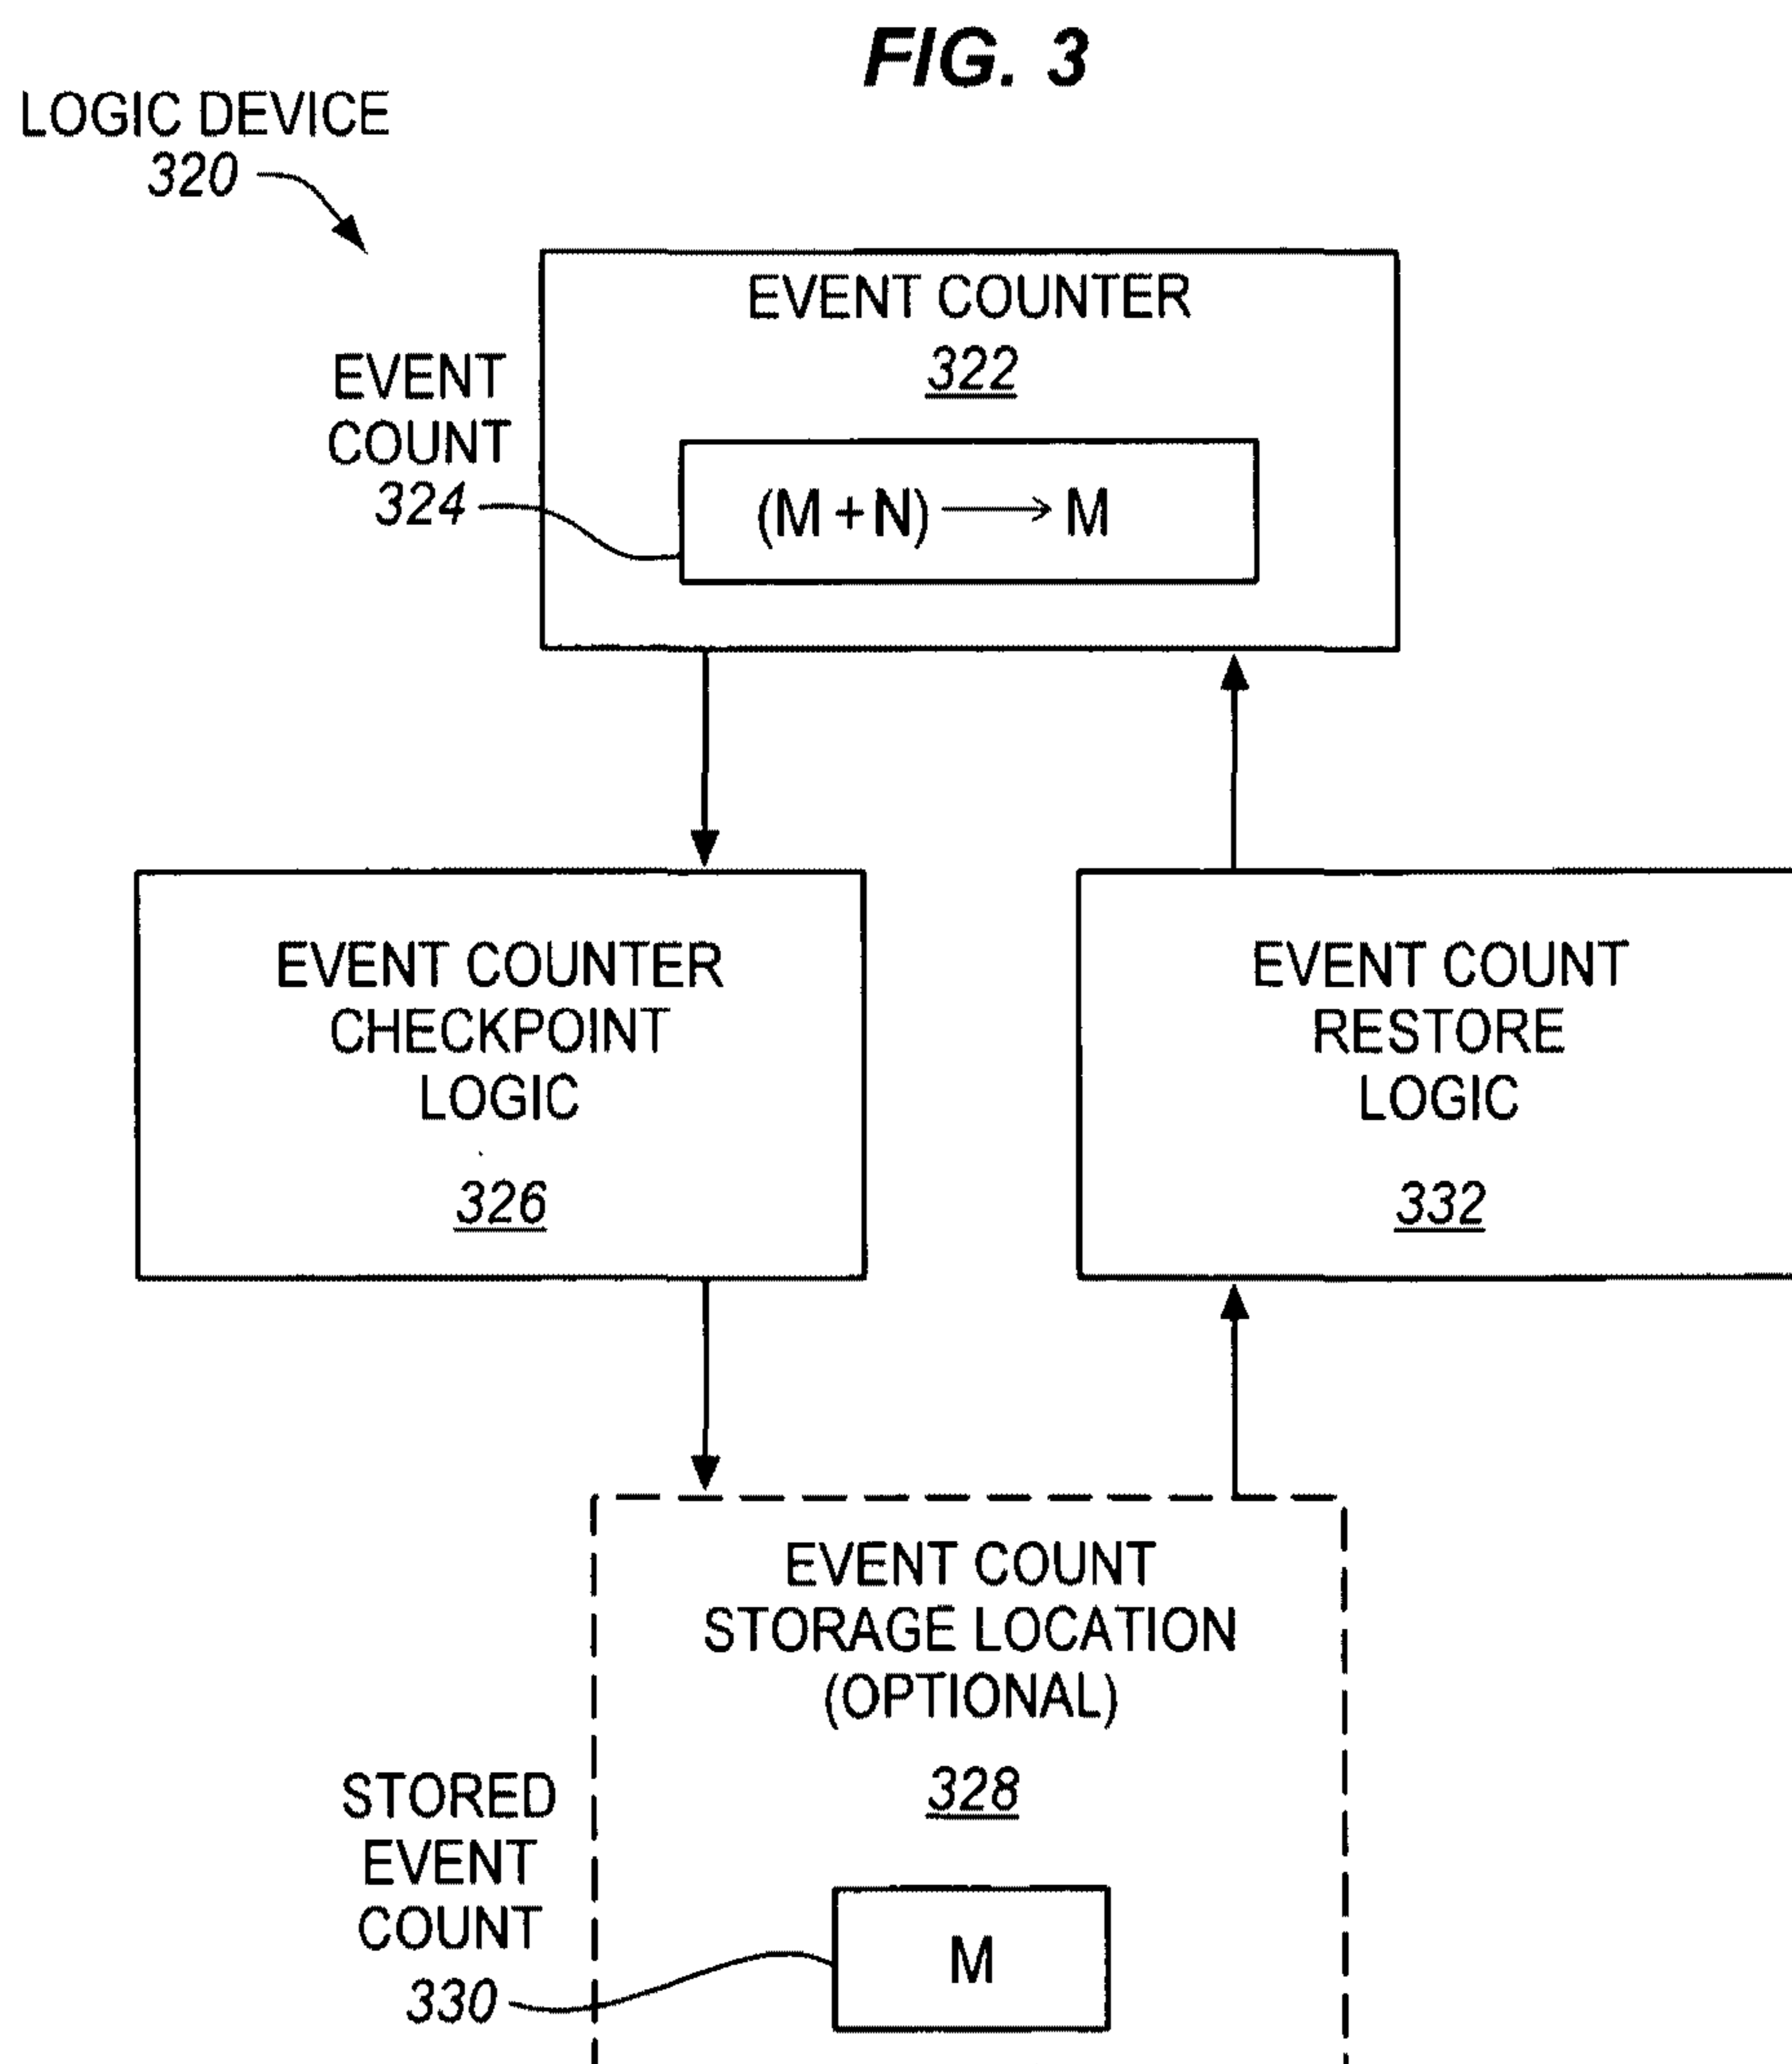 FIG. 3
LOGIC DEVICE
320
EVENT COUNTER
322
EVENT
COUNT
324
(M + N) ⟶ M
EVENT COUNTER
CHECKPOINT
LOGIC
326
EVENT COUNT
RESTORE
LOGIC
332
EVENT COUNT
STORAGE LOCATION
(OPTIONAL)
328
STORED
EVENT
COUNT
330
M